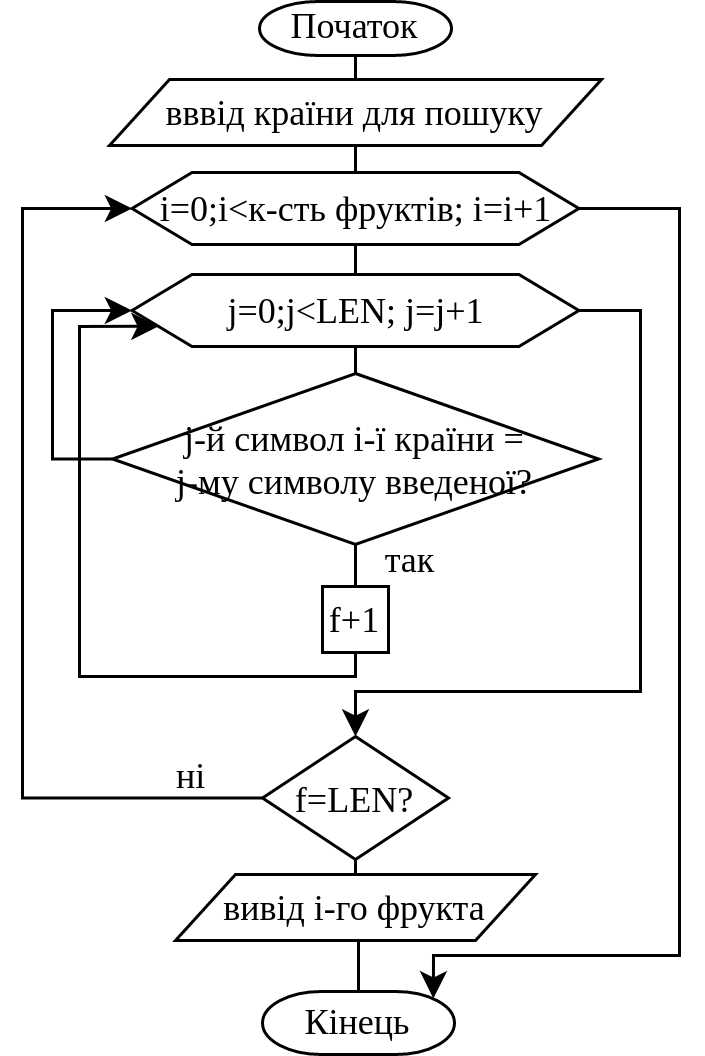 Початок
вввід країни для пошуку
i=0;i<к-сть фруктів; i=i+1
j=0;j<LEN; j=j+1
j-й символ і-ї країни =
j-му символу введеної?
так
f+1
ні
f=LEN?
вивід і-го фрукта
Кінець